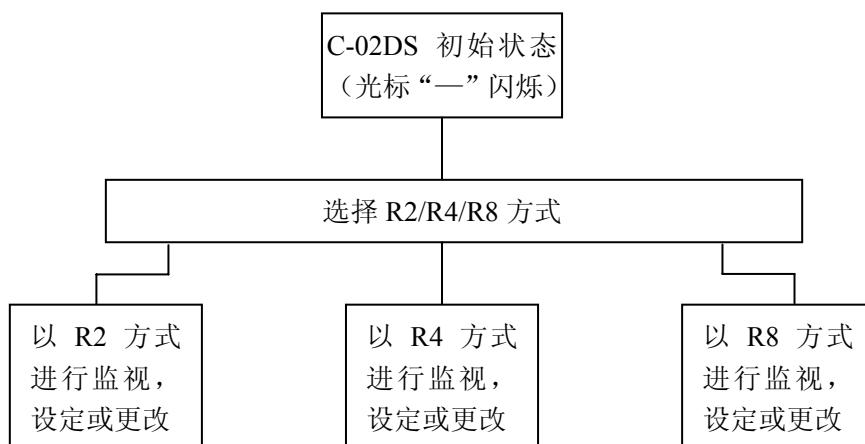 C-02DS 初始状态
（光标“—”闪烁）
选择 R2/R4/R8 方式
以 R2 方式
进行监视，
设定或更改
以 R4 方式
进行监视，
设定或更改
以 R8 方式
进行监视，
设定或更改